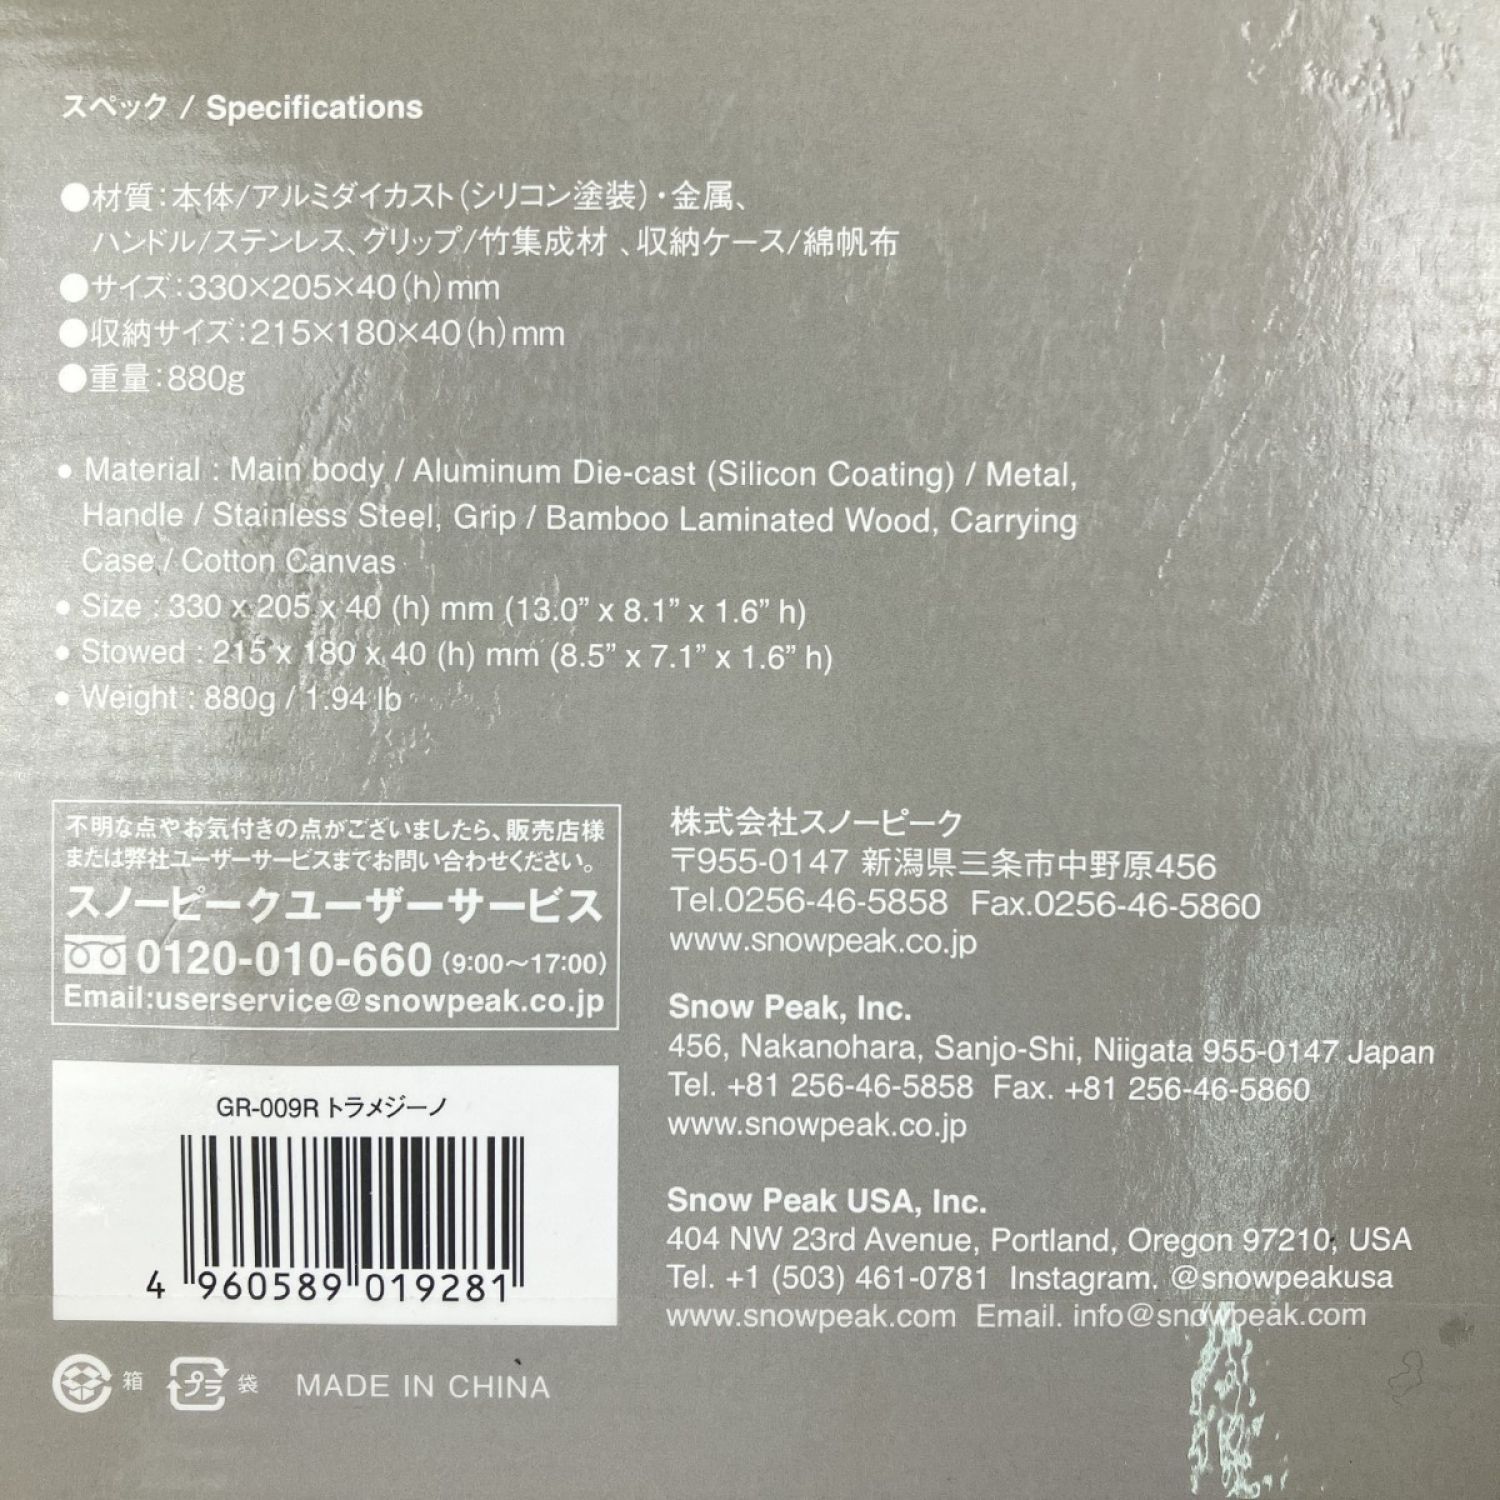 スペック / Specifications
●材質:本体/アルミダイカスト(シリコン塗装)・金属、
ハンドル/ステンレス、グリップ/竹集成材 、収納ケース/綿帆布
●サイズ:330×205×40(h)mm
●収納サイズ:215×180×40(h)mm
●重量:880g
• Material : Main body / Aluminum Die-cast (Silicon Coating) / Metal,
Handle / Stainless Steel, Grip / Bamboo Laminated Wood, Carrying
Case / Cotton Canvas
• Size : 330 x 205 x 40 (h) mm (13.0” x 8.1” x 1.6” h)
• Stowed : 215 x 180 x 40 (h) mm (8.5” x 7.1” x 1.6” h)
• Weight : 880g / 1.94 lb
不明な点やお気付きの点がございましたら、販売店様
または弊社ユーザーサービスまでお問い合わせください。
スノーピークユーザーサービス
0120-010-660 (9:00〜17:00)
Email:userservice@snowpeak.co.jp
株式会社スノーピーク
〒955-0147 新潟県三条市中野原456
Tel.0256-46-5858 Fax.0256-46-5860
www.snowpeak.co.jp
Snow Peak, Inc.
456, Nakanohara, Sanjo-Shi, Niigata 955-0147 Japan
Tel. +81 256-46-5858 Fax. +81 256-46-5860
www.snowpeak.co.jp
Snow Peak USA, Inc.
404 NW 23rd Avenue, Portland, Oregon 97210, USA
Tel. +1 (503) 461-0781 Instagram. @snowpeakusa
www.snowpeak.com Email. info@snowpeak.com
GR-009R トラメジーノ
4 960589 019281
箱 プラ 袋 MADE IN CHINA